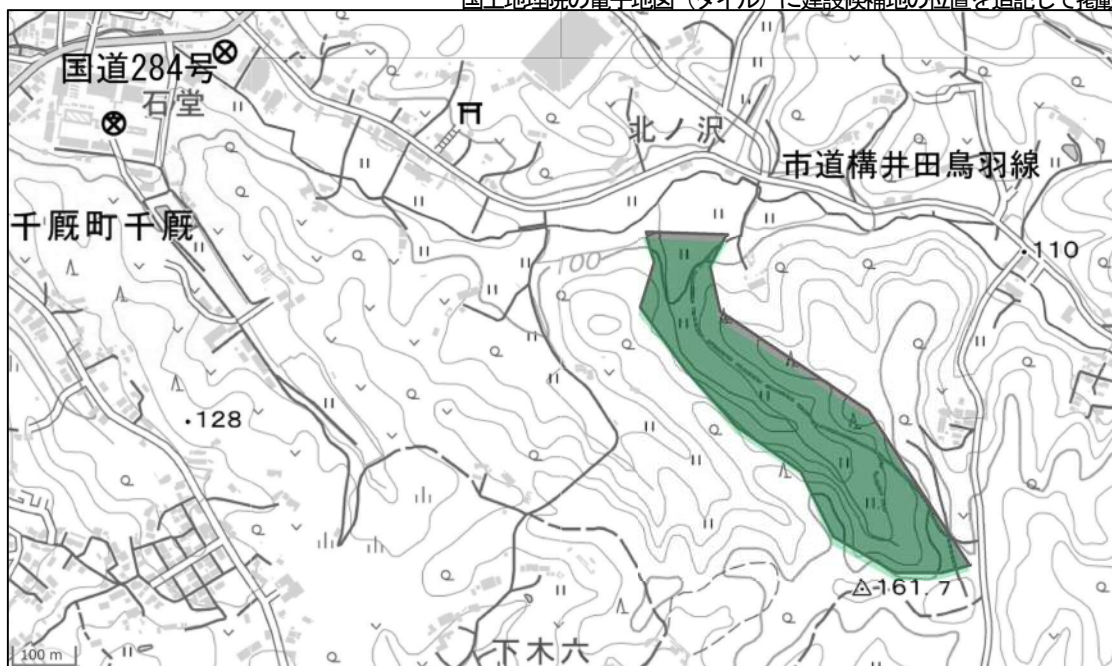 国土地理院の電子地図（タイル）に建設候補地の位置を追記して掲載
国道284号
石堂
北ノ沢
市道構井田鳥羽線
千厩町千厩
100
110
128
161.7
下木六
100 m